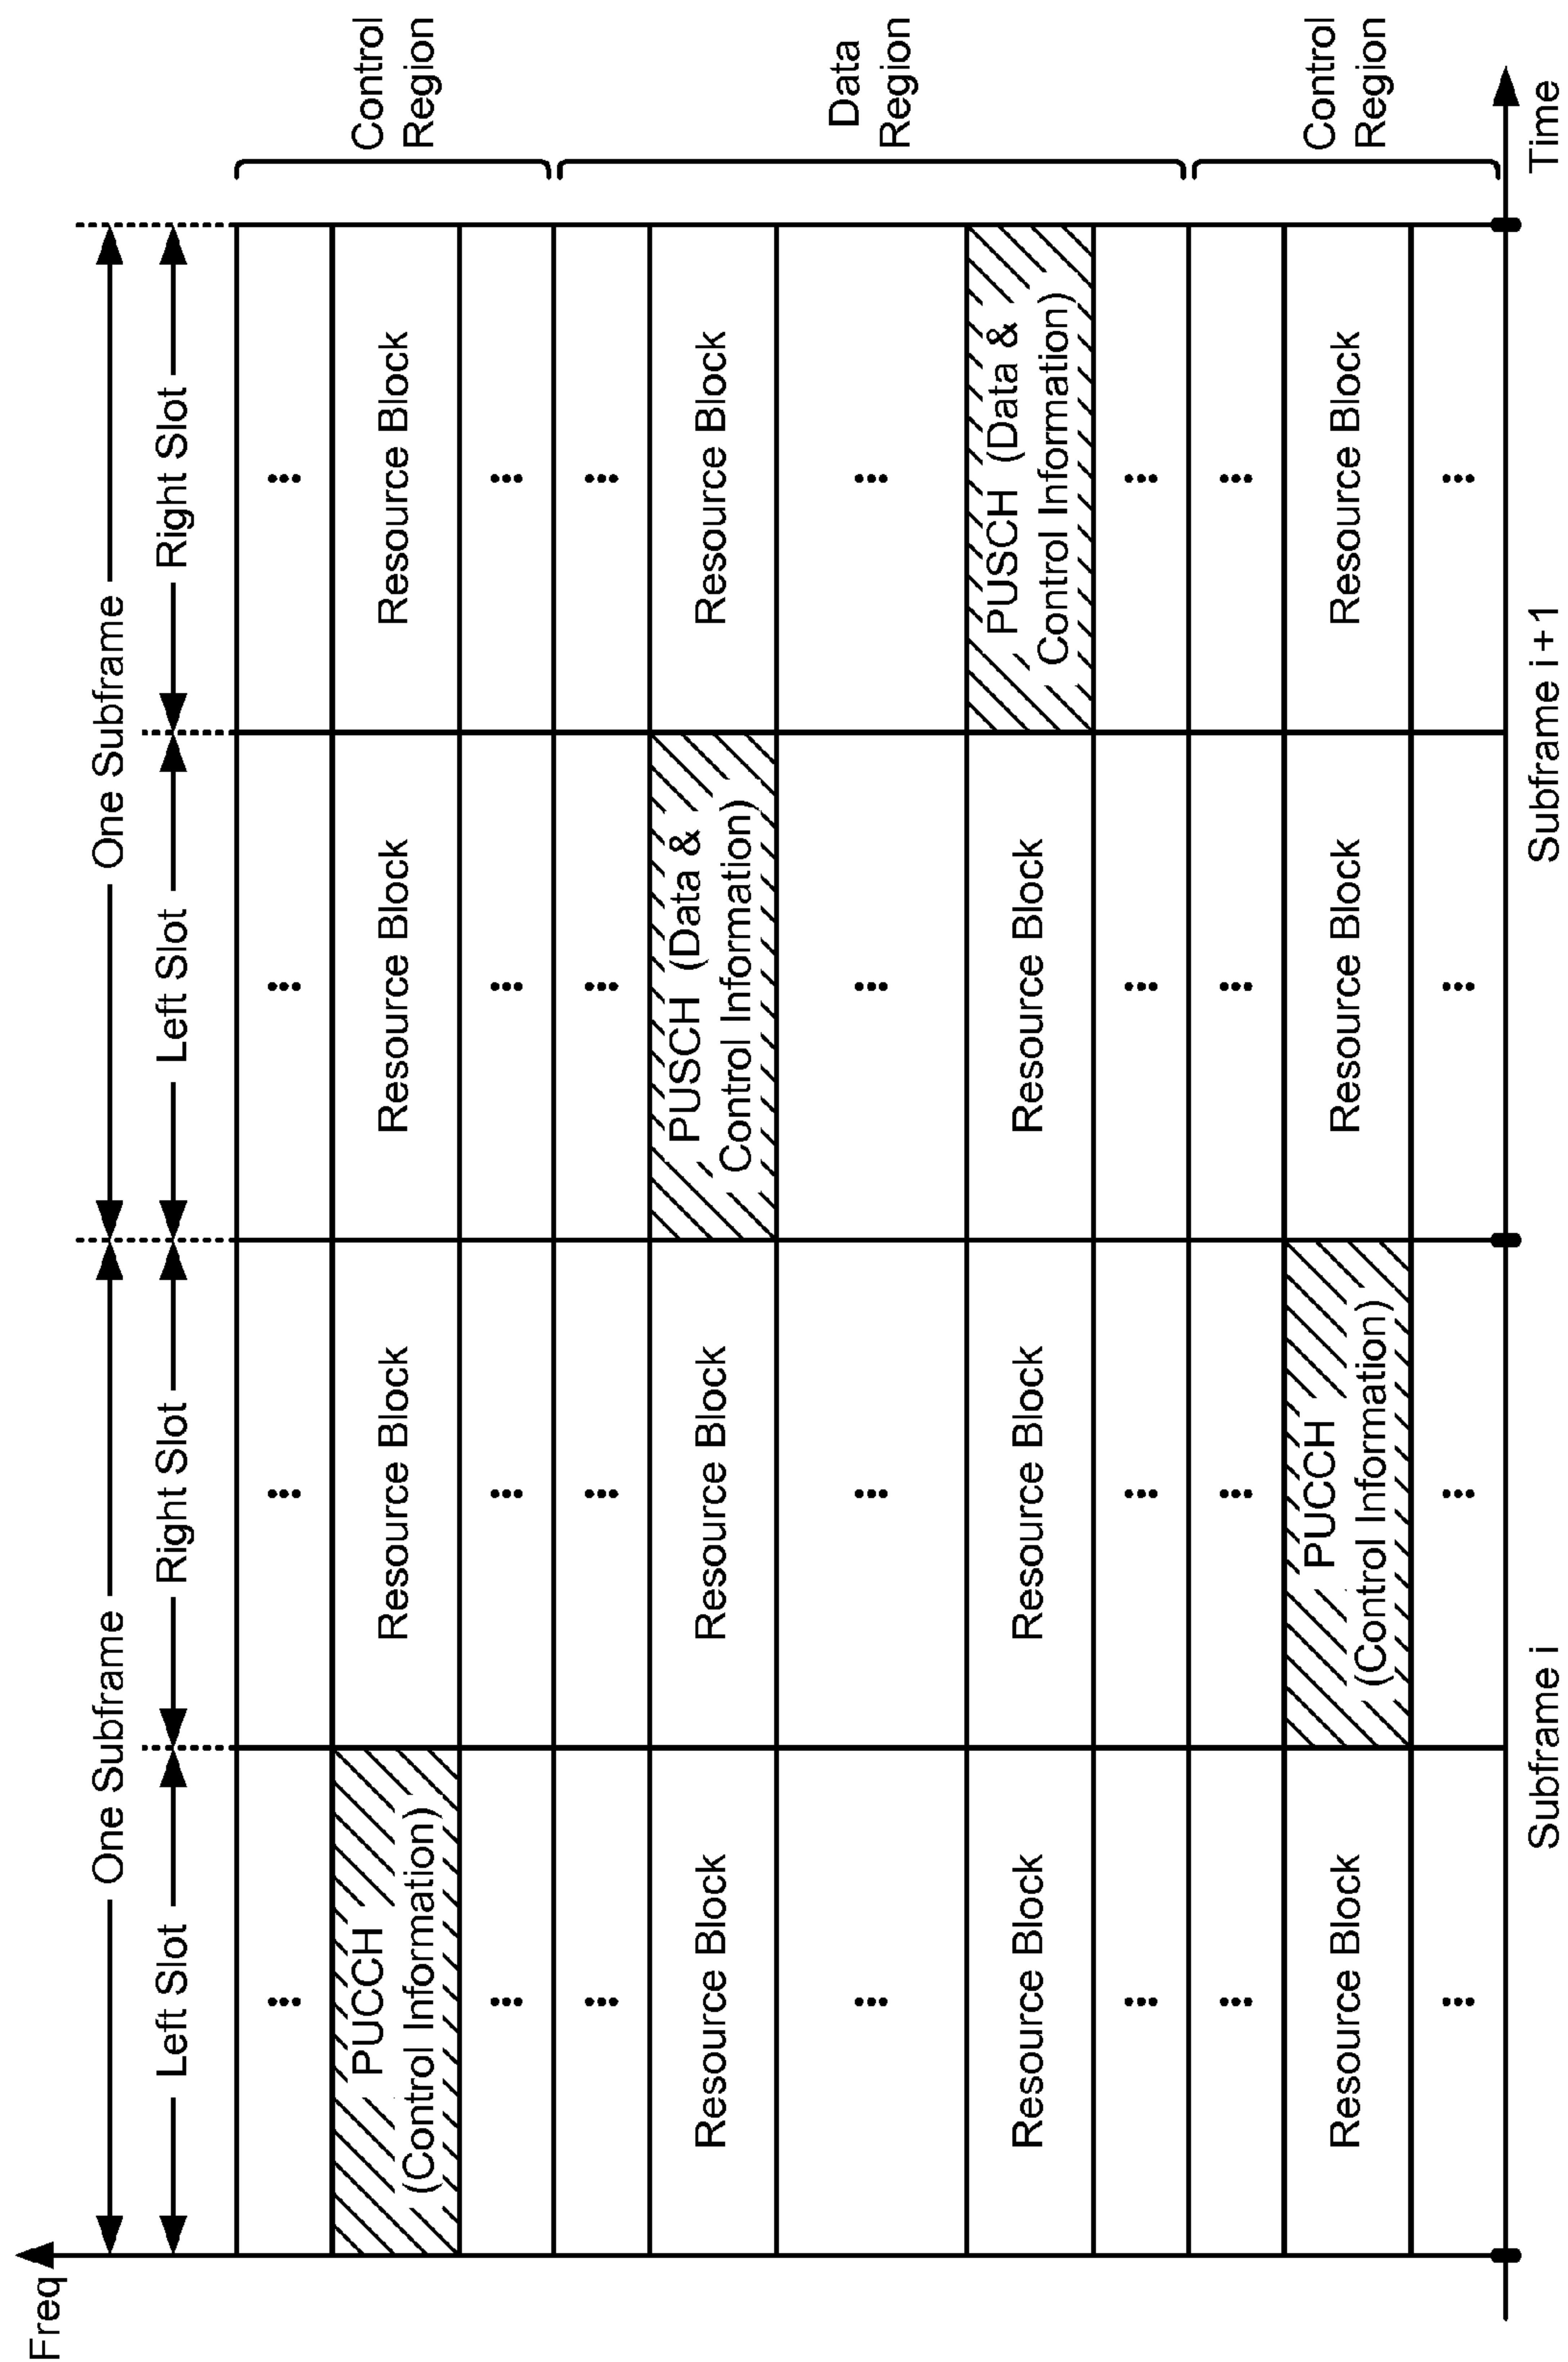 Freq
One Subframe
One Subframe
Left Slot
Right Slot
Left Slot
Right Slot
...
...
...
...
PUCCH
(Control Information)
Resource Block
Resource Block
Resource Block
Control
Region
...
...
...
...
...
...
...
...
Resource Block
Resource Block
PUSCH (Data &
Control Information)
Resource Block
...
...
...
...
Data
Region
Resource Block
Resource Block
Resource Block
PUSCH (Data &
Control Information)
...
...
...
...
...
...
...
...
Resource Block
PUCCH
(Control Information)
Resource Block
Resource Block
Control
Region
...
...
...
...
Subframe i
Subframe i + 1
Time